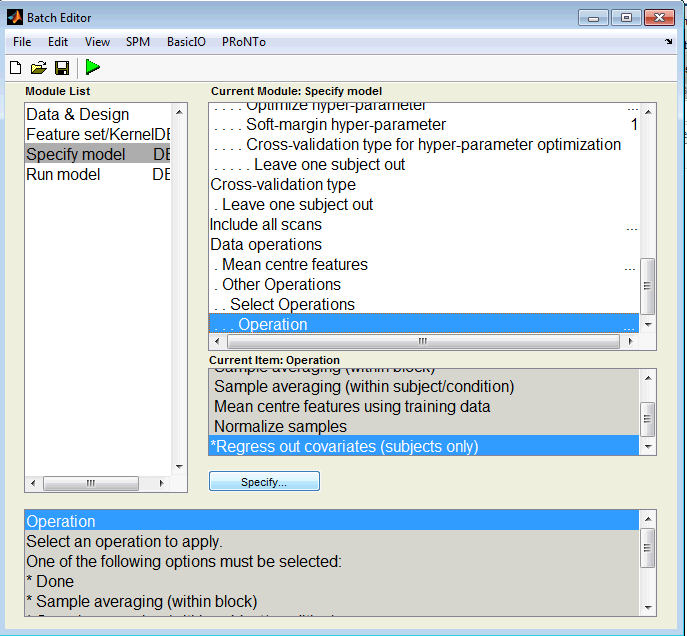 Batch Editor
File Edit View SPM BasicIO PRoNTo
Module List
Data & Design
Feature set/KernelDE
Specify model DE
Run model DE
Current Module: Specify model
. . . . Optimize hyper-parameter ...
. . . . Soft-margin hyper-parameter 1
. . . . Cross-validation type for hyper-parameter optimization
. . . . . Leave one subject out
Cross-validation type
. Leave one subject out
Include all scans ...
Data operations
. Mean centre features ...
. Other Operations
. . Select Operations
. . . Operation ...
Current Item: Operation
Sample averaging (within block)
Sample averaging (within subject/condition)
Mean centre features using training data
Normalize samples
*Regress out covariates (subjects only)
Specify...
Operation
Select an operation to apply.
One of the following options must be selected:
* Done
* Sample averaging (within block)